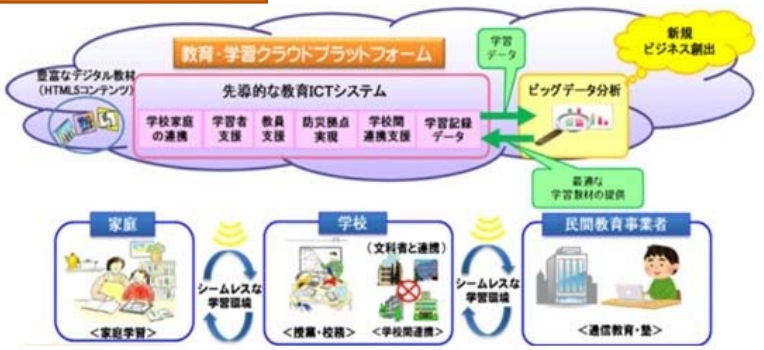 教育・学習クラウドプラットフォーム
学習
データ
新規
ビジネス創出
豊富なデジタル教材
(HTML5コンテンツ)
先導的な教育ICTシステム
ビッグデータ分析
学校家庭
の連携
学習者
支援
教員
支援
防災拠点
実現
学校間
連携支援
学習記録
データ
最適な
学習教材の提供
家庭
学校
民間教育事業者
(文科省と連携)
シームレスな
学習環境
シームレスな
学習環境
<家庭学習>
<授業・校務>
<学校間連携>
<通信教育・塾>